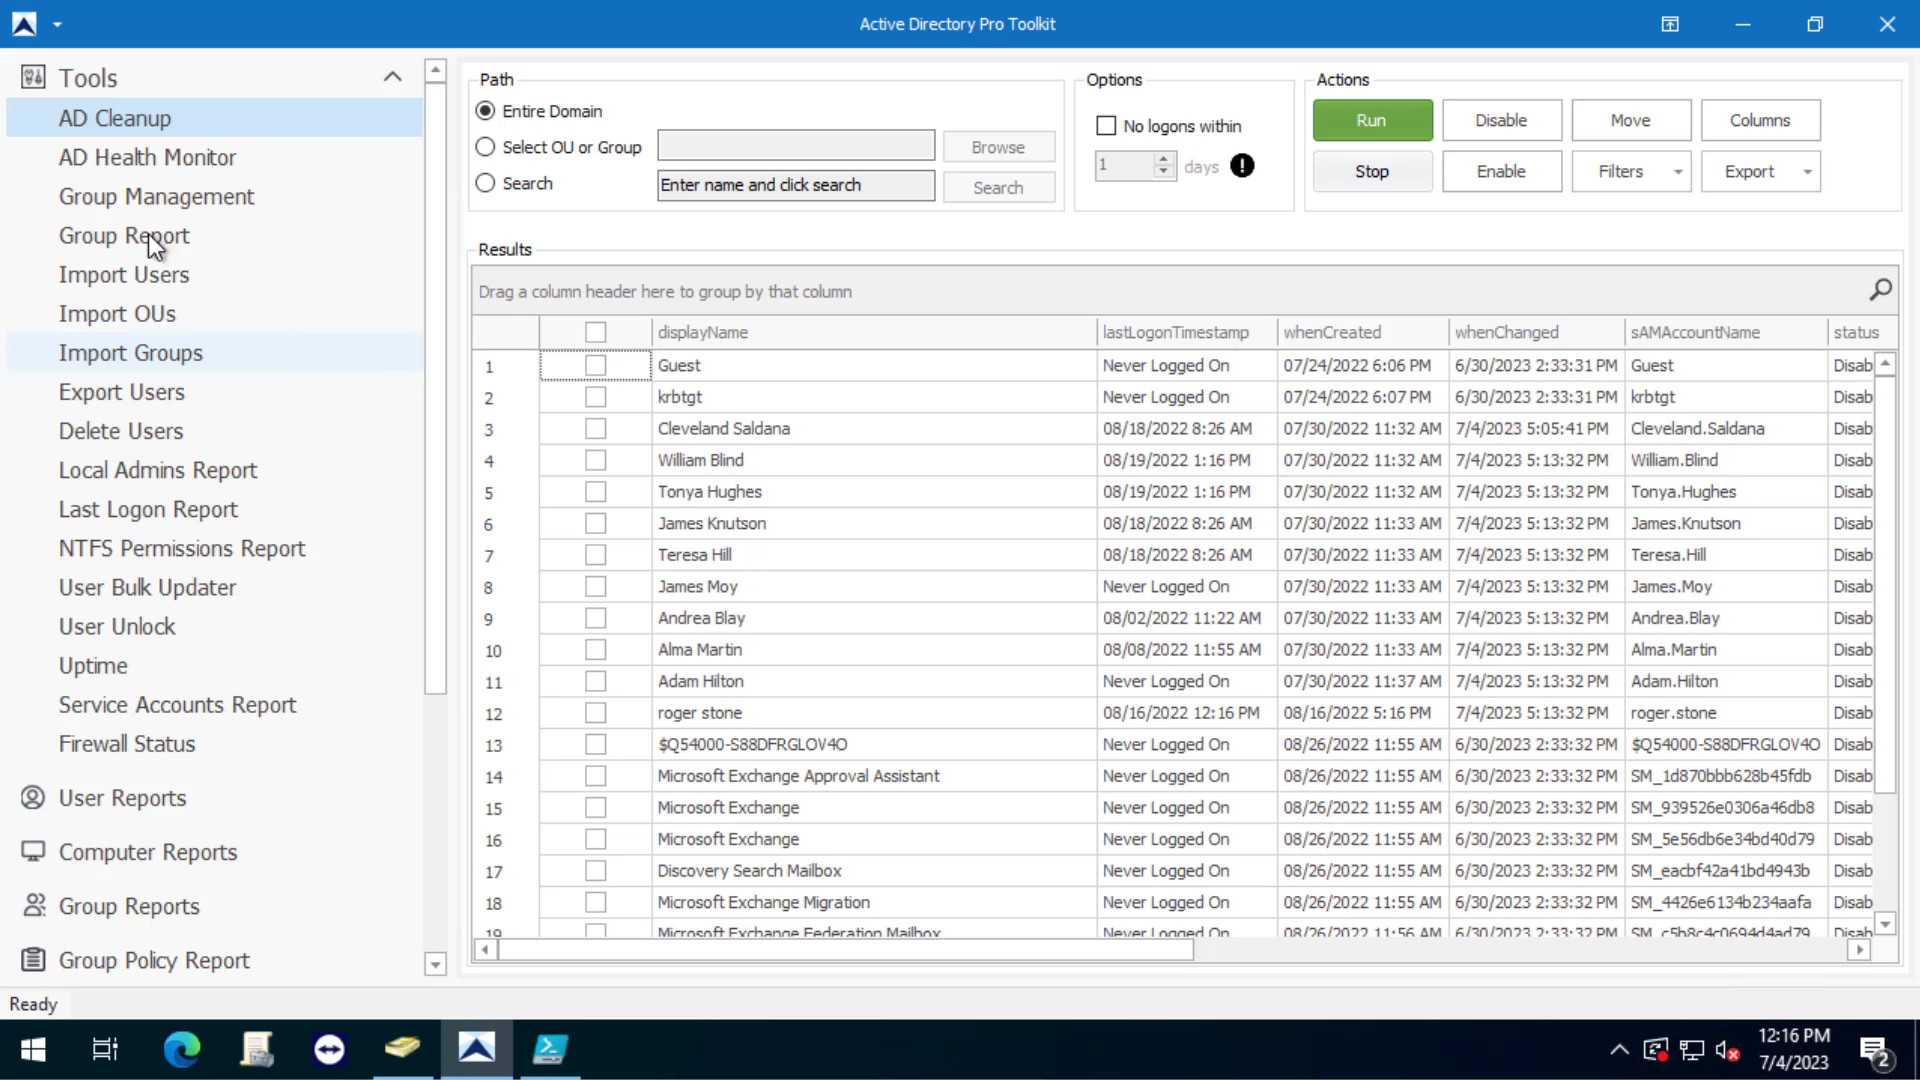 Active Directory Pro Toolkit
Tools
AD Cleanup
AD Health Monitor
Group Management
Group Report
Import Users
Import OUs
Import Groups
Export Users
Delete Users
Local Admins Report
Last Logon Report
NTFS Permissions Report
User Bulk Updater
User Unlock
Uptime
Service Accounts Report
Firewall Status
User Reports
Computer Reports
Group Reports
Group Policy Report
Path
Entire Domain
Select OU or Group Browse
Search Enter name and click search Search
Options
No logons within
1 days
Actions
Run Disable Move Columns
Stop Enable Filters Export
Results
Drag a column header here to group by that column
displayName lastLogonTimestamp whenCreated whenChanged sAMAccountName status
1 Guest Never Logged On 07/24/2022 6:06 PM 6/30/2023 2:33:31 PM Guest Disab
2 krbtgt Never Logged On 07/24/2022 6:07 PM 6/30/2023 2:33:31 PM krbtgt Disab
3 Cleveland Saldana 08/18/2022 8:26 AM 07/30/2022 11:32 AM 7/4/2023 5:05:41 PM Cleveland.Saldana Disab
4 William Blind 08/19/2022 1:16 PM 07/30/2022 11:32 AM 7/4/2023 5:13:32 PM William.Blind Disab
5 Tonya Hughes 08/19/2022 1:16 PM 07/30/2022 11:32 AM 7/4/2023 5:13:32 PM Tonya.Hughes Disab
6 James Knutson 08/18/2022 8:26 AM 07/30/2022 11:33 AM 7/4/2023 5:13:32 PM James.Knutson Disab
7 Teresa Hill 08/18/2022 8:26 AM 07/30/2022 11:33 AM 7/4/2023 5:13:32 PM Teresa.Hill Disab
8 James Moy Never Logged On 07/30/2022 11:33 AM 7/4/2023 5:13:32 PM James.Moy Disab
9 Andrea Blay 08/02/2022 11:22 AM 07/30/2022 11:33 AM 7/4/2023 5:13:32 PM Andrea.Blay Disab
10 Alma Martin 08/08/2022 11:55 AM 07/30/2022 11:33 AM 7/4/2023 5:13:32 PM Alma.Martin Disab
11 Adam Hilton Never Logged On 07/30/2022 11:37 AM 7/4/2023 5:13:32 PM Adam.Hilton Disab
12 roger stone 08/16/2022 12:16 PM 08/16/2022 5:16 PM 7/4/2023 5:13:32 PM roger.stone Disab
13 $Q54000-S88DFRGLOV4O Never Logged On 08/26/2022 11:55 AM 6/30/2023 2:33:32 PM $Q54000-S88DFRGLOV4O Disab
14 Microsoft Exchange Approval Assistant Never Logged On 08/26/2022 11:55 AM 6/30/2023 2:33:32 PM SM_1d870bbb628b45fdb Disab
15 Microsoft Exchange Never Logged On 08/26/2022 11:55 AM 6/30/2023 2:33:32 PM SM_939526e0306a46db8 Disab
16 Microsoft Exchange Never Logged On 08/26/2022 11:55 AM 6/30/2023 2:33:32 PM SM_5e56db6e34bd40d79 Disab
17 Discovery Search Mailbox Never Logged On 08/26/2022 11:55 AM 6/30/2023 2:33:32 PM SM_eacbf42a41bd4943b Disab
18 Microsoft Exchange Migration Never Logged On 08/26/2022 11:55 AM 6/30/2023 2:33:32 PM SM_4426e6134b234aafa Disab
19 Microsoft Exchange Federation Mailbox Never Logged On 08/26/2022 11:56 AM 6/30/2023 2:33:32 PM SM_c5b8c4c0694d4ad79 Disab
Ready
12:16 PM
7/4/2023
2